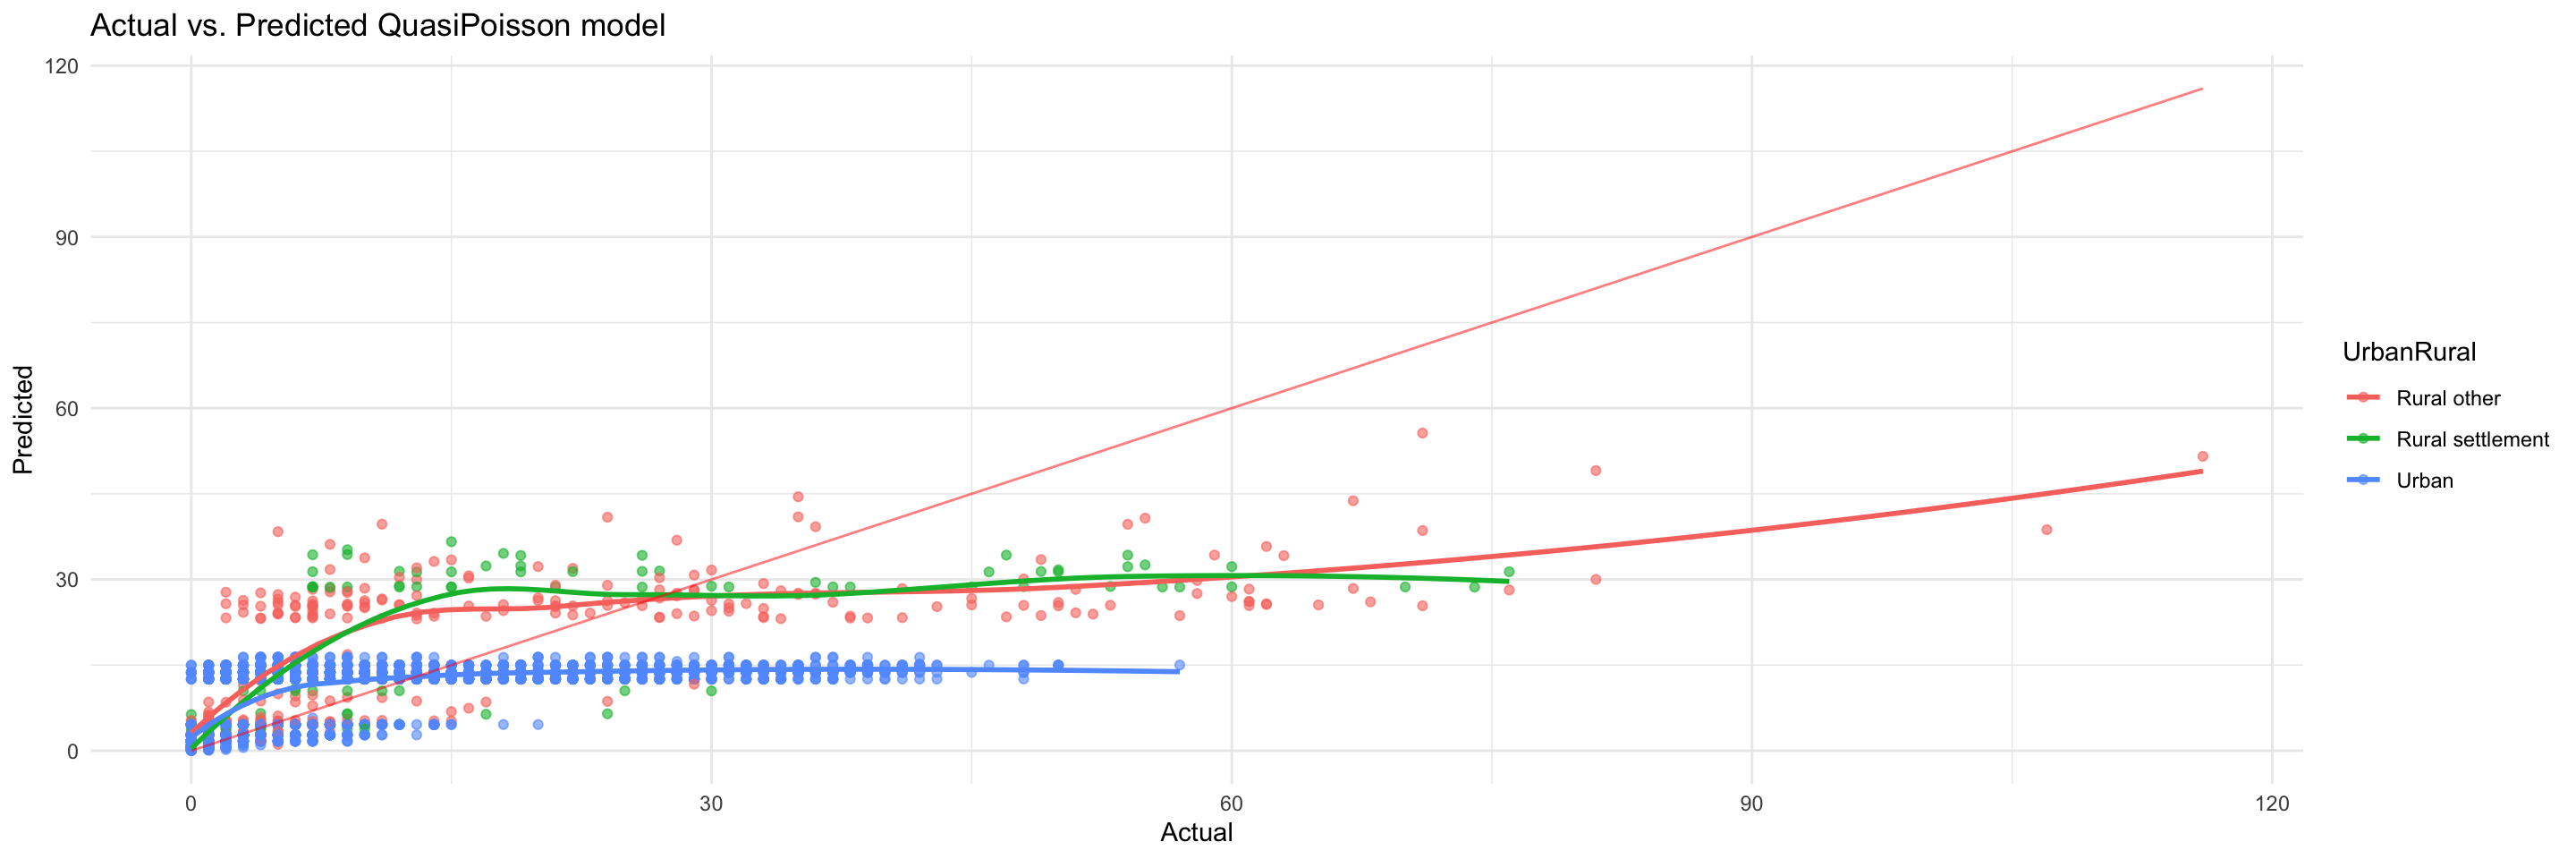 Actual vs. Predicted QuasiPoisson model
120
90
60
30
0
Predicted
0
30
60
90
120
Actual
UrbanRural
Rural other
Rural settlement
Urban